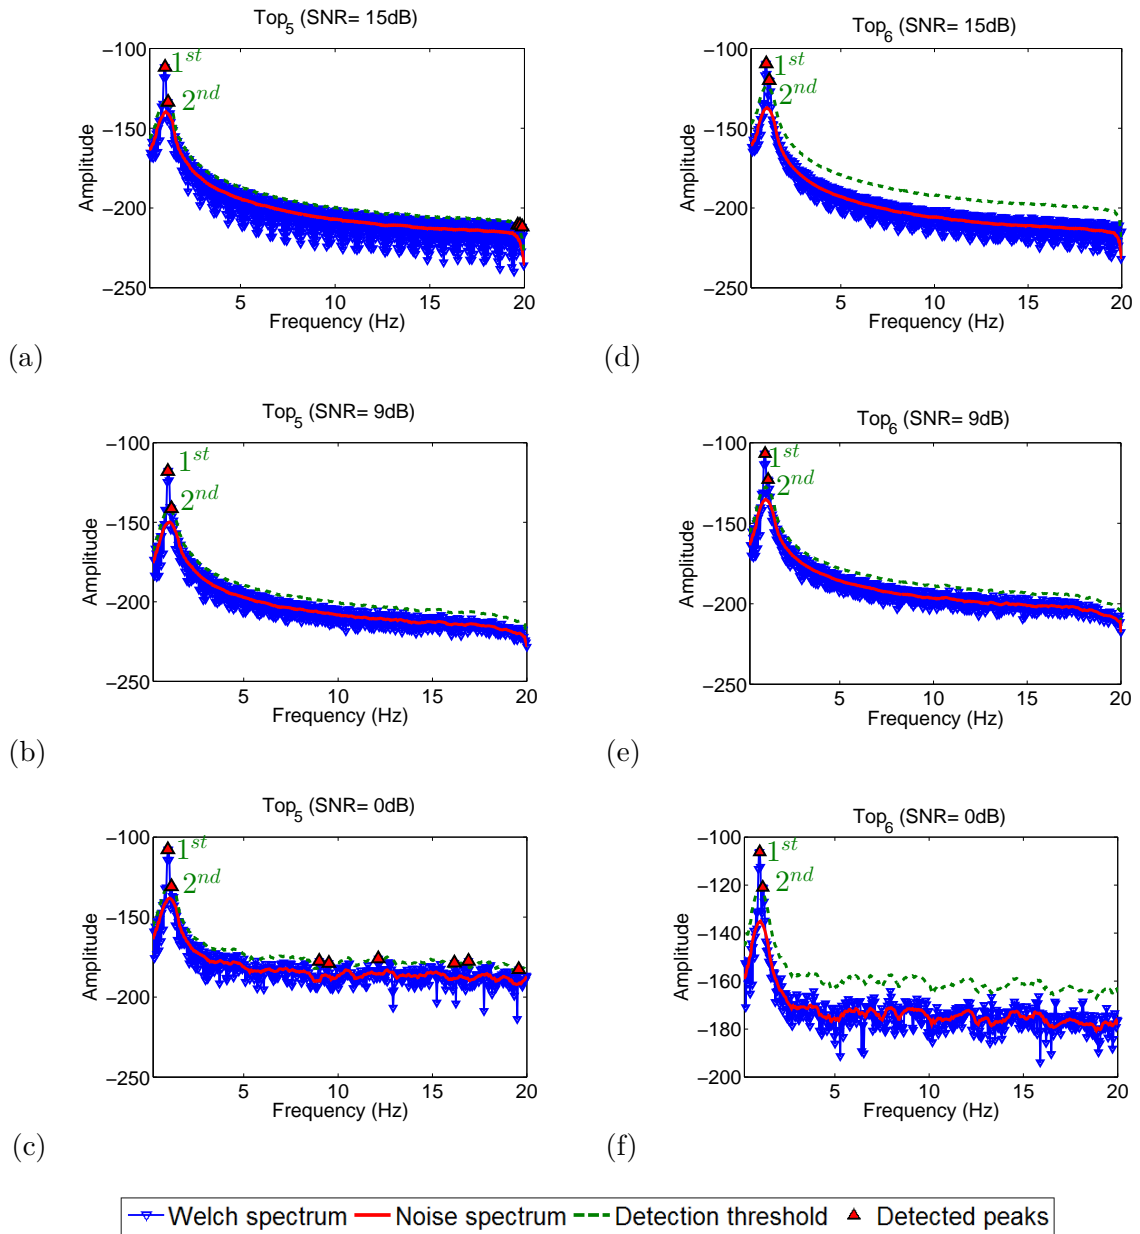 Top5 (SNR= 15dB)
Amplitude
−100
−150
−200
−250
1st
2nd
5 10 15 20
Frequency (Hz)
(a)
Top6 (SNR= 15dB)
Amplitude
−100
−150
−200
−250
1st
2nd
5 10 15 20
Frequency (Hz)
(d)
Top5 (SNR= 9dB)
Amplitude
−100
−150
−200
−250
1st
2nd
5 10 15 20
Frequency (Hz)
(b)
Top6 (SNR= 9dB)
Amplitude
−100
−150
−200
−250
1st
2nd
5 10 15 20
Frequency (Hz)
(e)
Top5 (SNR= 0dB)
Amplitude
−100
−150
−200
−250
1st
2nd
5 10 15 20
Frequency (Hz)
(c)
Top6 (SNR= 0dB)
Amplitude
−100
−120
−140
−160
−180
−200
1st
2nd
5 10 15 20
Frequency (Hz)
(f)
Welch spectrum Noise spectrum Detection threshold Detected peaks